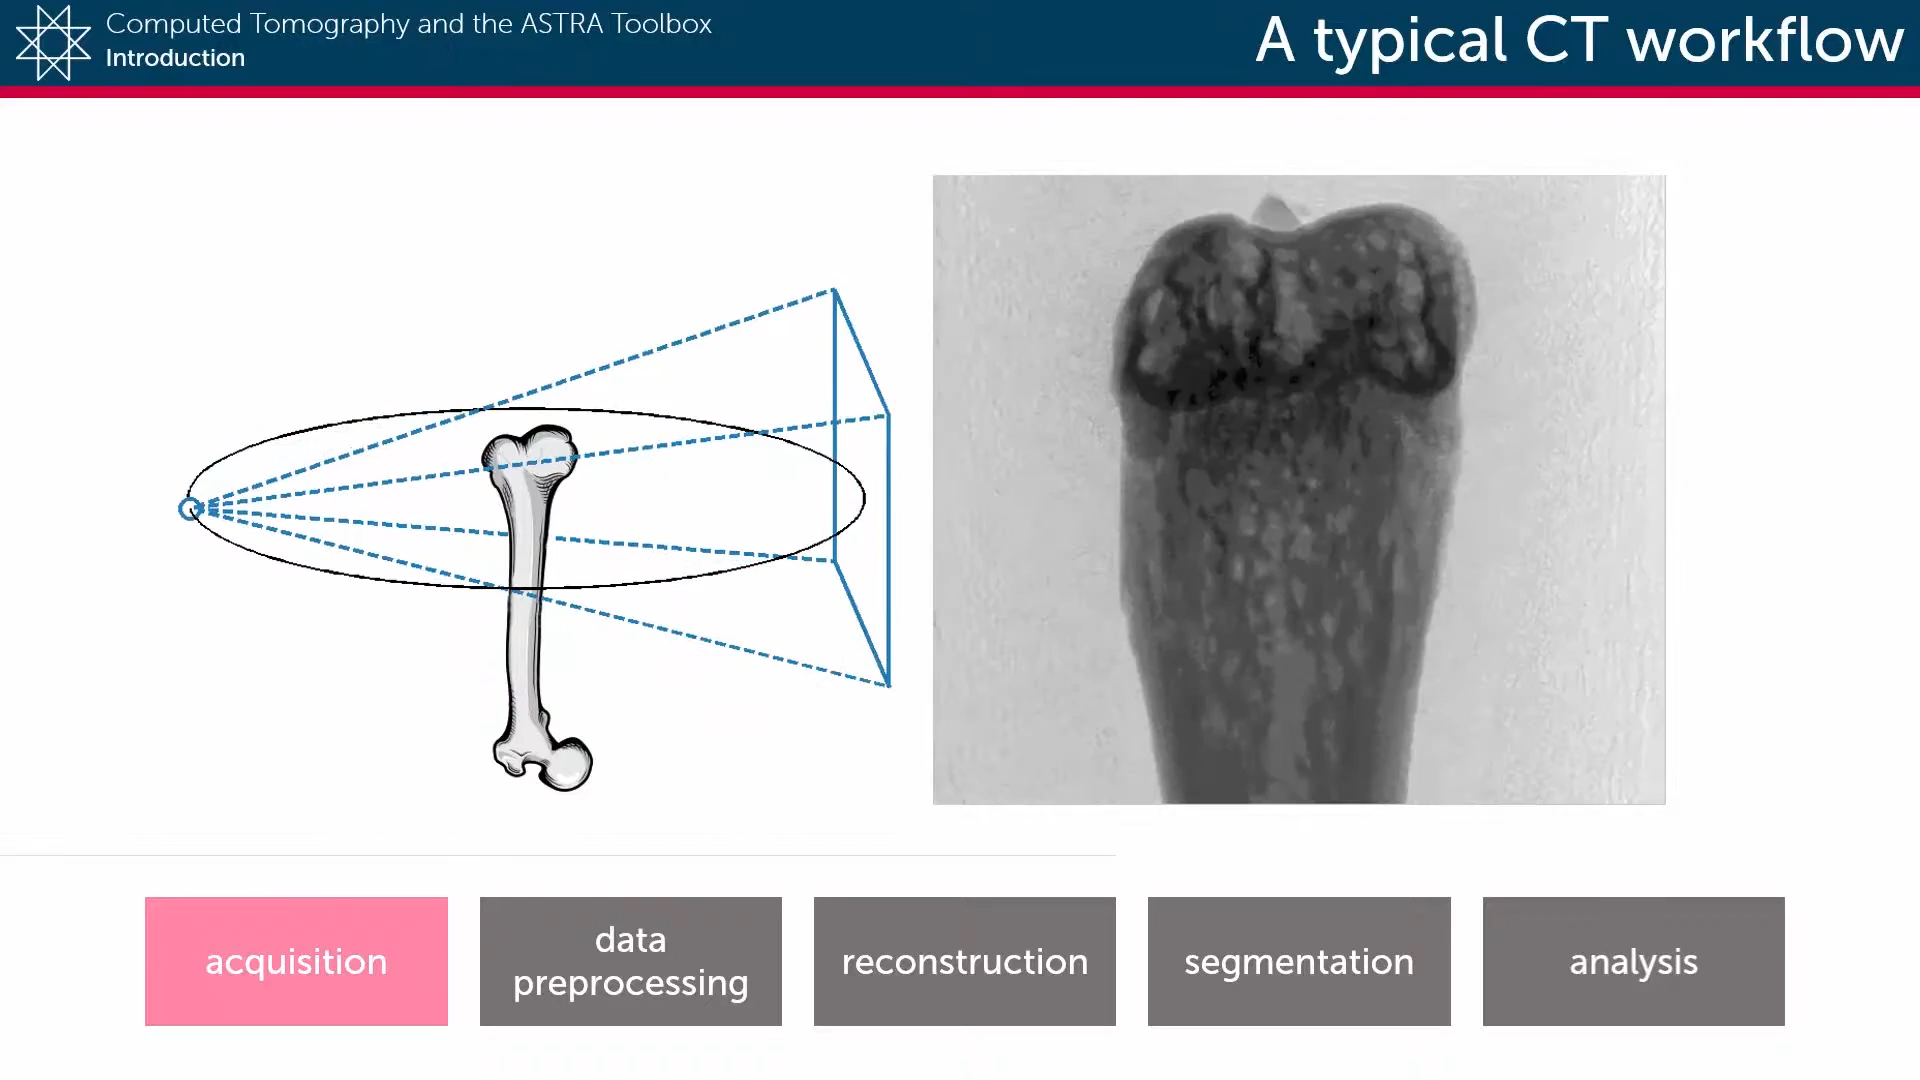 Computed Tomography and the ASTRA Toolbox
Introduction
A typical CT workflow
acquisition
data
preprocessing
reconstruction
segmentation
analysis